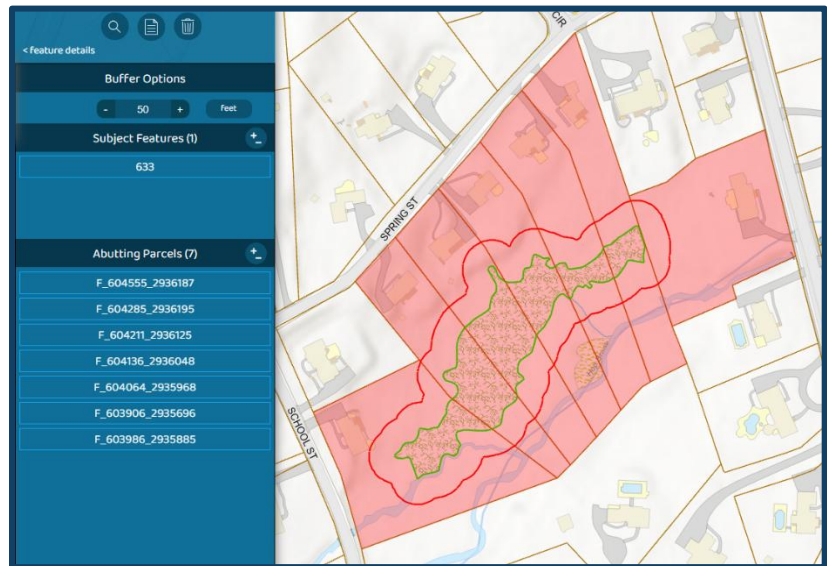 < feature details
Buffer Options
- 50 + Feet
Subject Features (1) +-
633
Abutting Parcels (7) +-
F_604555_2936187
F_604285_2936195
F_604211_2936125
F_604136_2936048
F_604064_2935968
F_603906_2935696
F_603986_2935885
CIR
SPRING ST
SCHOOL ST